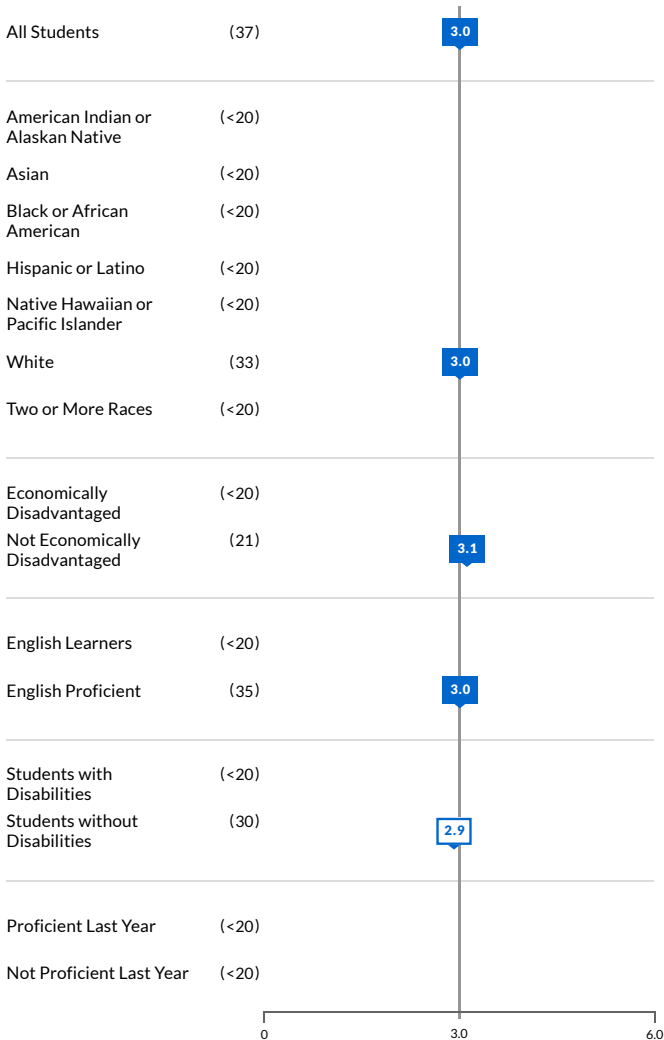 All Students (37) 3.0
American Indian or (<20)
Alaskan Native
Asian (<20)
Black or African (<20)
American
Hispanic or Latino (<20)
Native Hawaiian or (<20)
Pacific Islander
White (33) 3.0
Two or More Races (<20)
Economically (<20)
Disadvantaged
Not Economically (21) 3.1
Disadvantaged
English Learners (<20)
English Proficient (35) 3.0
Students with (<20)
Disabilities
Students without (30) 2.9
Disabilities
Proficient Last Year (<20)
Not Proficient Last Year (<20)
0 3.0 6.0